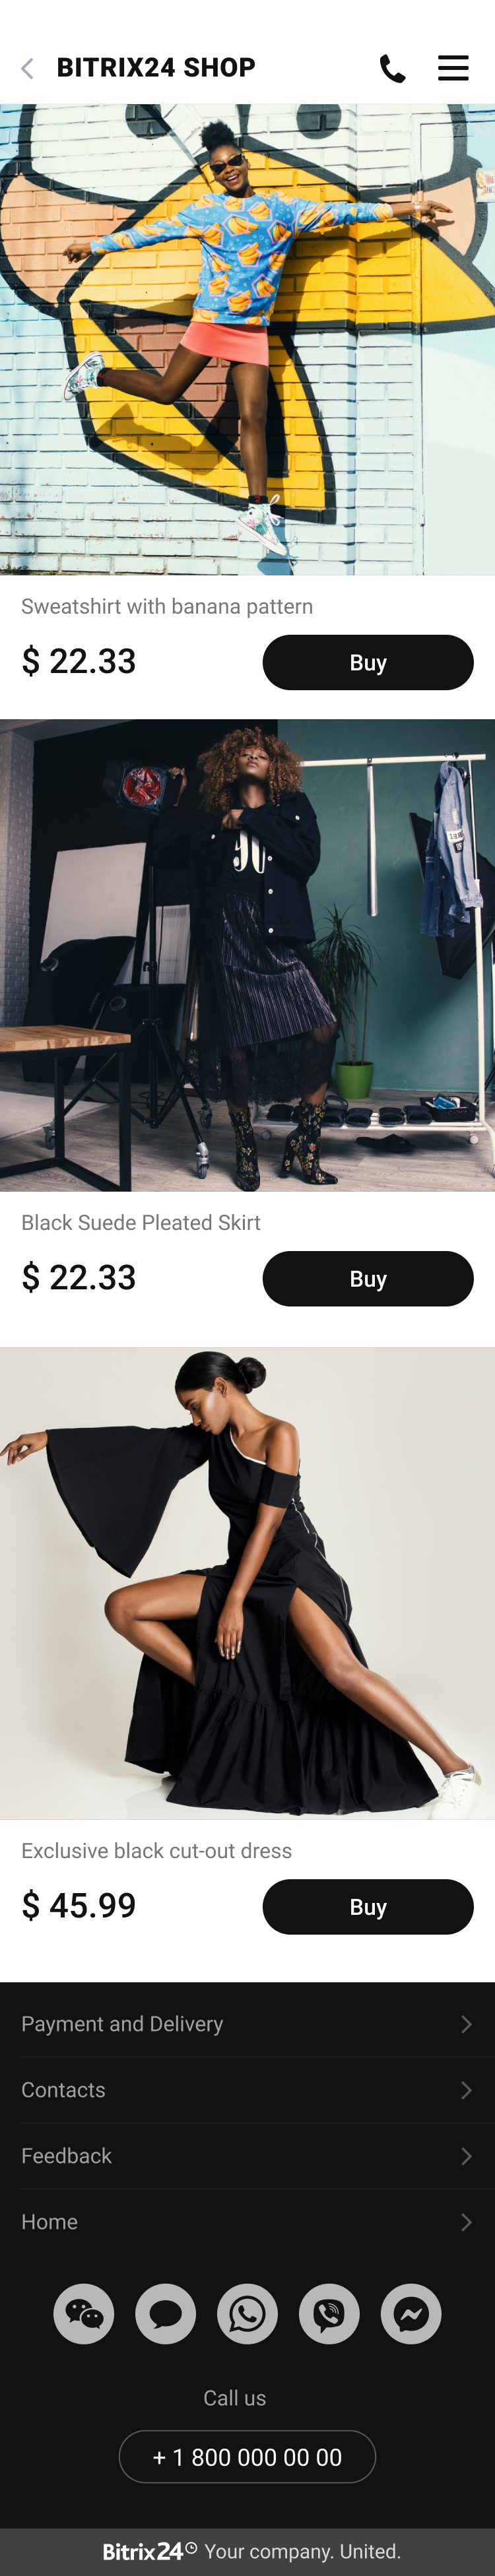 BITRIX24 SHOP
Sweatshirt with banana pattern
$ 22.33
Buy
90
Black Suede Pleated Skirt
$ 22.33
Buy
Exclusive black cut-out dress
$ 45.99
Buy
Payment and Delivery
Contacts
Feedback
Home
Call us
+ 1 800 000 00 00
Bitrix24 Your company. United.